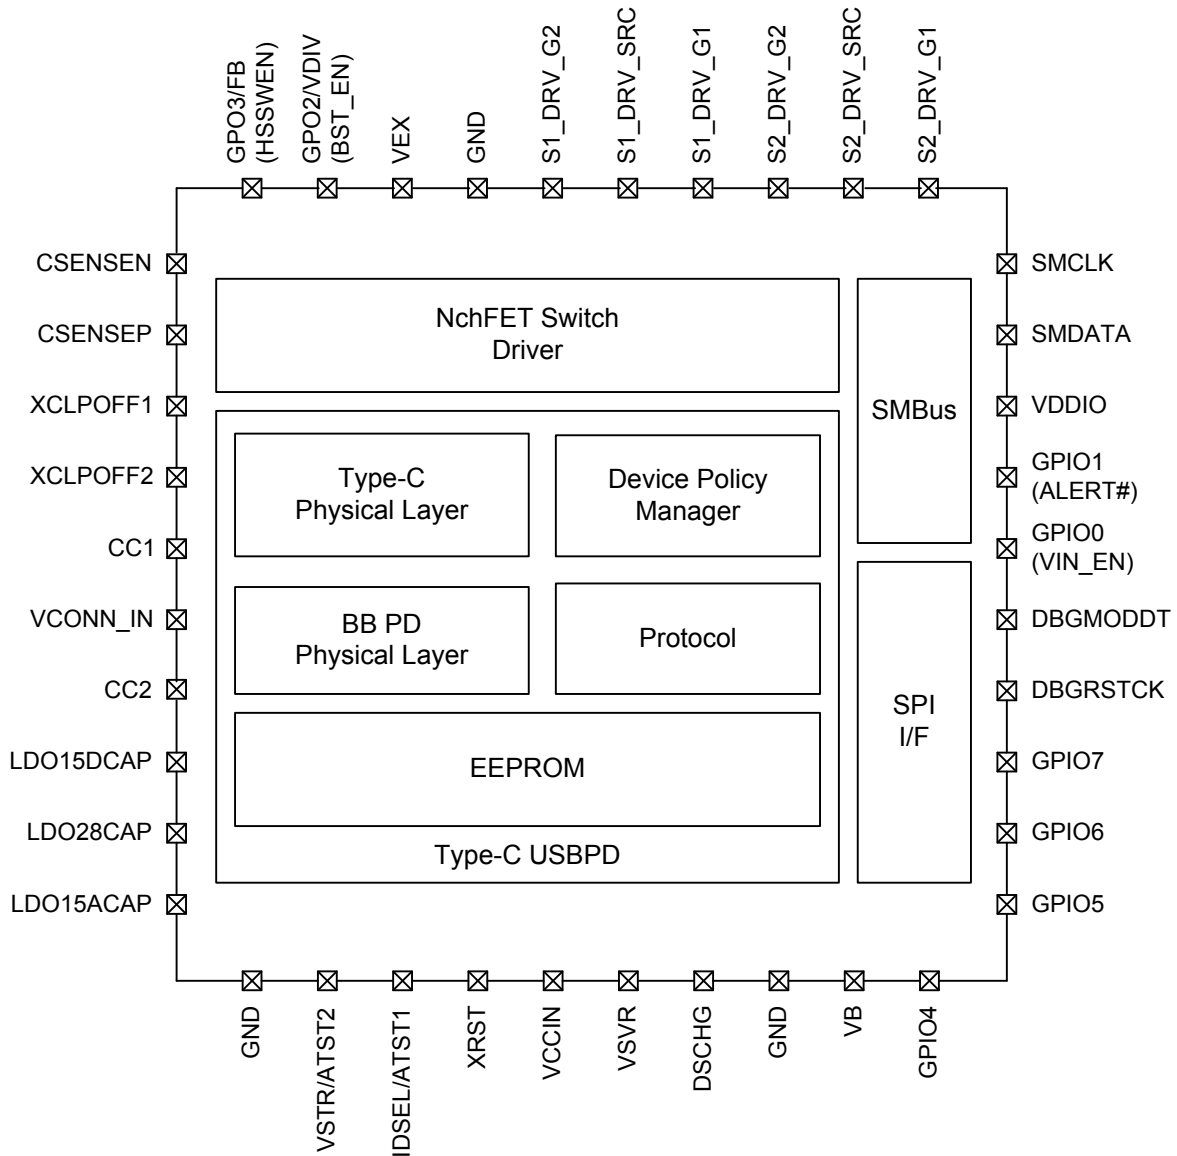 GPO3/FB
(HSSWEN)
GPO2/VDIV
(BST_EN)
VEX
GND
S1_DRV_G2
S1_DRV_SRC
S1_DRV_G1
S2_DRV_G2
S2_DRV_SRC
S2_DRV_G1
CSENSEN
CSENSEP
XCLPOFF1
XCLPOFF2
CC1
VCONN_IN
CC2
LDO15DCAP
LDO28CAP
LDO15ACAP
NchFET Switch
Driver
Type-C
Physical Layer
Device Policy
Manager
BB PD
Physical Layer
Protocol
EEPROM
Type-C USBPD
SMBus
SPI
I/F
SMCLK
SMDATA
VDDIO
GPIO1
(ALERT#)
GPIO0
(VIN_EN)
DBGMODDT
DBGRSTCK
GPIO7
GPIO6
GPIO5
GND
VSTR/ATST2
IDSEL/ATST1
XRST
VCCIN
VSVR
DSCHG
GND
VB
GPIO4